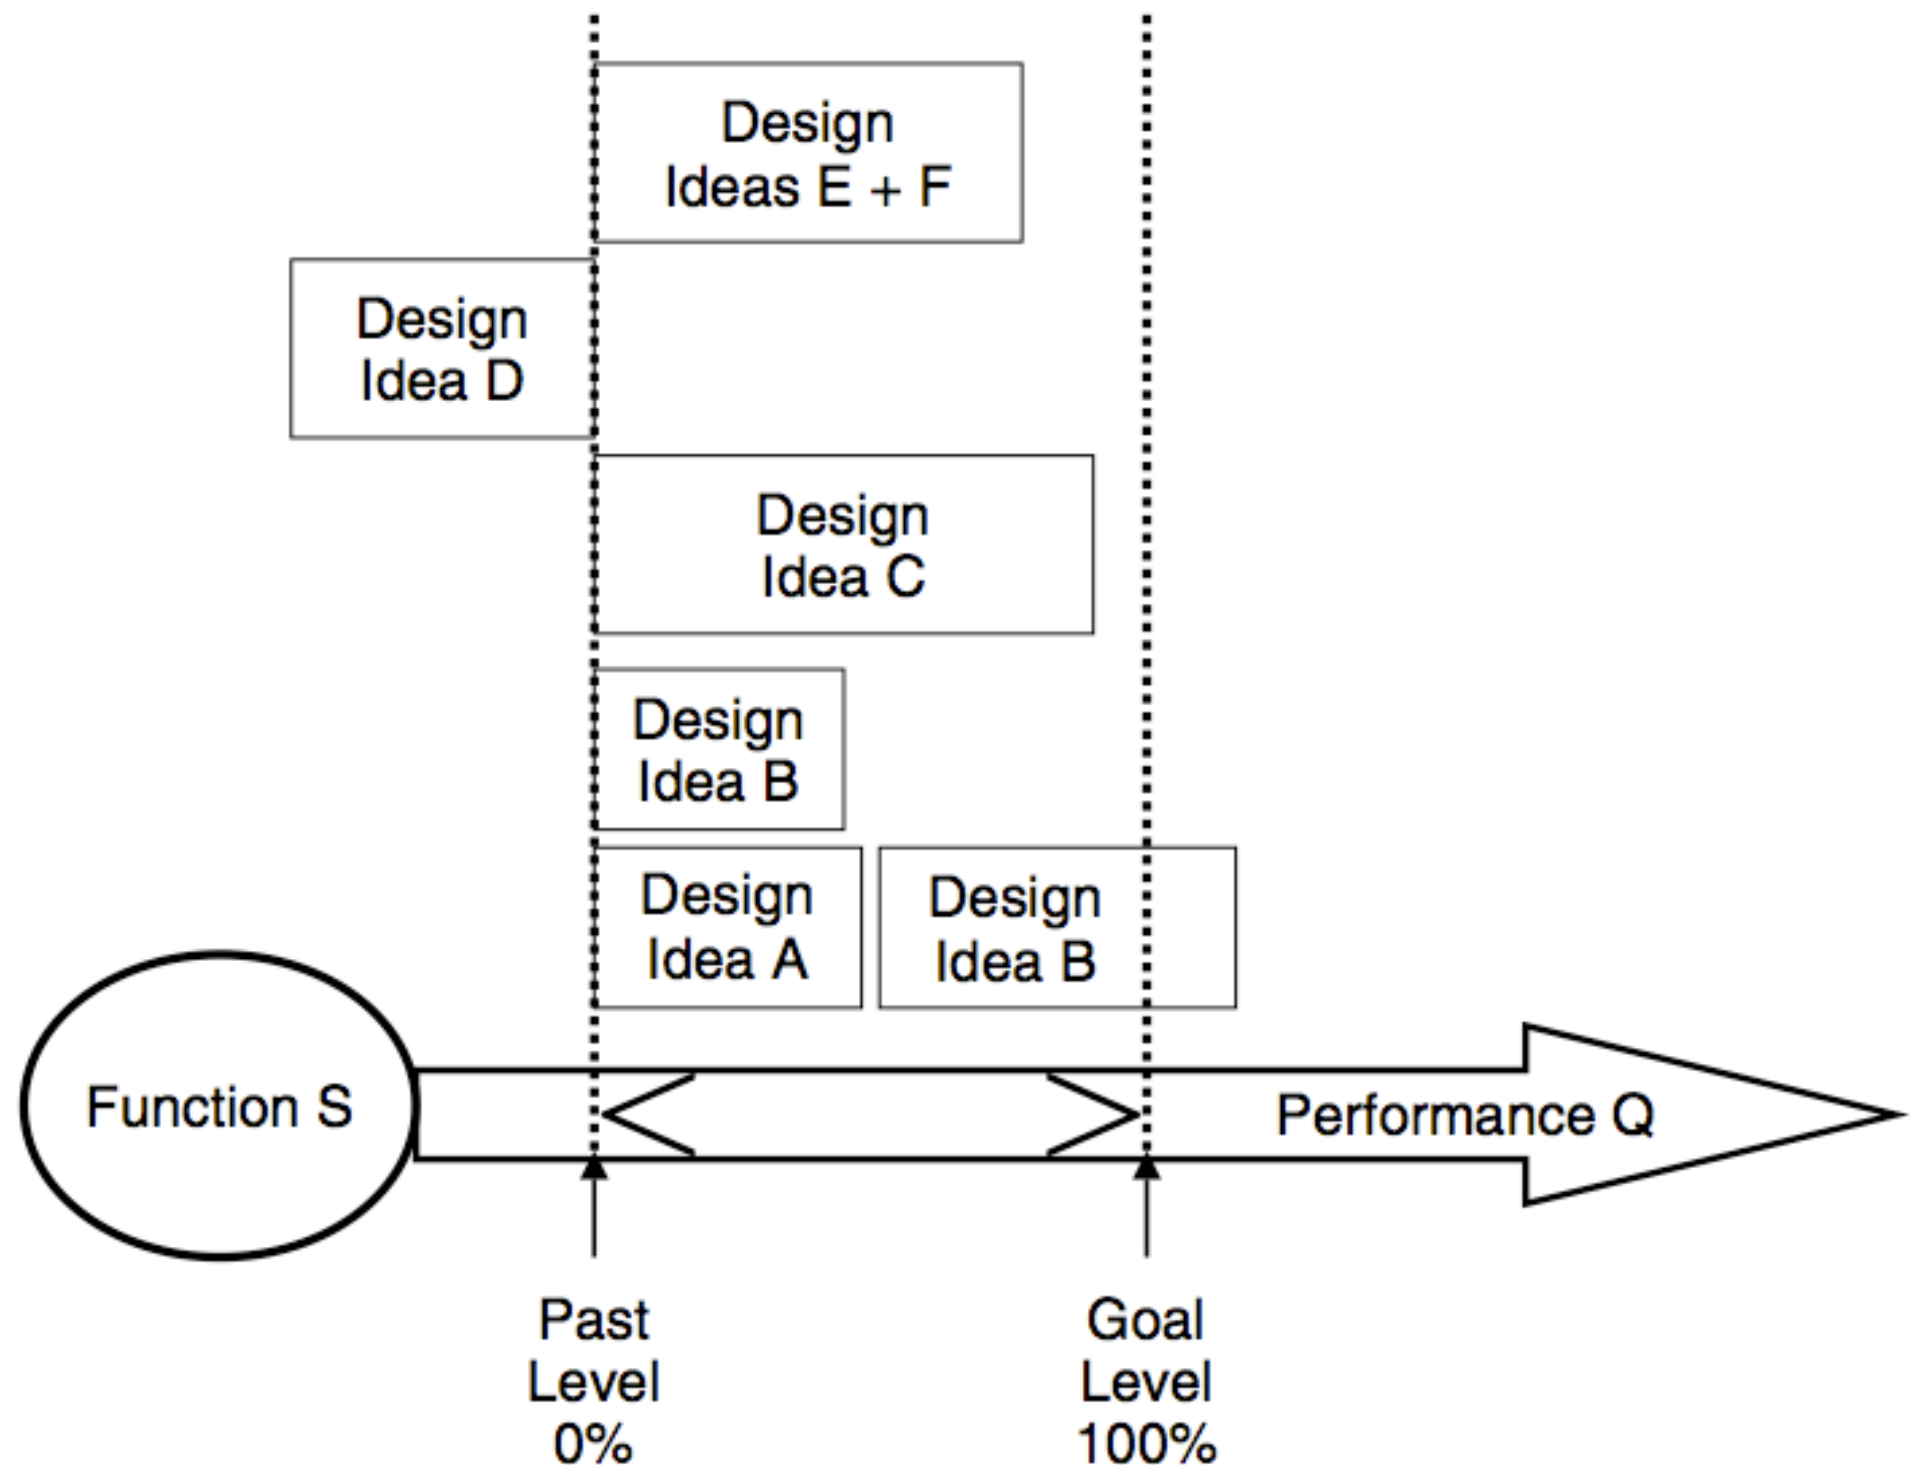 Design
Ideas E + F
Design
Idea D
Design
Idea C
Design
Idea B
Design
Idea A
Design
Idea B
Function S
Performance Q
Past
Level
0%
Goal
Level
100%